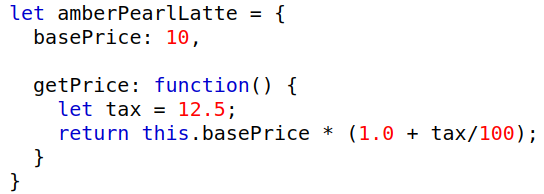 let amberPearlLatte = {
  basePrice: 10,

  getPrice: function() {
    let tax = 12.5;
    return this.basePrice * (1.0 + tax/100);
  }
}